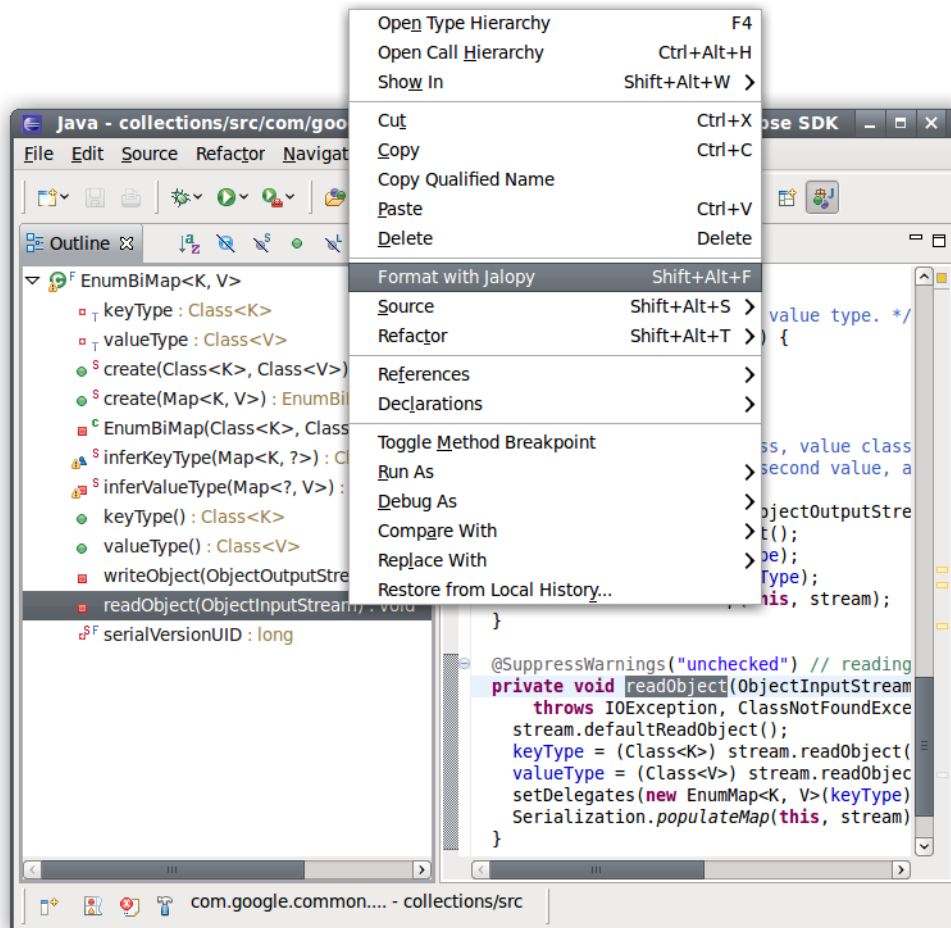 Open Type Hierarchy F4
Open Call Hierarchy Ctrl+Alt+H
Show In Shift+Alt+W
Cut Ctrl+X
Copy Ctrl+C
Copy Qualified Name
Paste Ctrl+V
Delete Delete
Format with Jalopy Shift+Alt+F
Source Shift+Alt+S
Refactor Shift+Alt+T
References
Declarations
Toggle Method Breakpoint
Run As
Debug As
Compare With
Replace With
Restore from Local History...
Java - collections/src/com/goo
pse SDK
File Edit Source Refactor Navigat
Outline
EnumBiMap<K, V>
keyType : Class<K>
valueType : Class<V>
create(Class<K>, Class<V>)
create(Map<K, V>) : EnumBi
EnumBiMap(Class<K>, Class
inferKeyType(Map<K, ?>) : Cl
inferValueType(Map<?, V>) :
keyType() : Class<K>
valueType() : Class<V>
writeObject(ObjectOutputStre
readObject(ObjectInputStream) : void
serialVersionUID : long
value type. */
) {
ss, value class
second value, a
bjectOutputStre
t();
pe);
Type);
this, stream);
}
@SuppressWarnings("unchecked") // reading
private void readObject(ObjectInputStream
throws IOException, ClassNotFoundExce
stream.defaultReadObject();
keyType = (Class<K>) stream.readObject(
valueType = (Class<V>) stream.readObjec
setDelegates(new EnumMap<K, V>(keyType)
Serialization.populateMap(this, stream)
}
com.google.common.... - collections/src